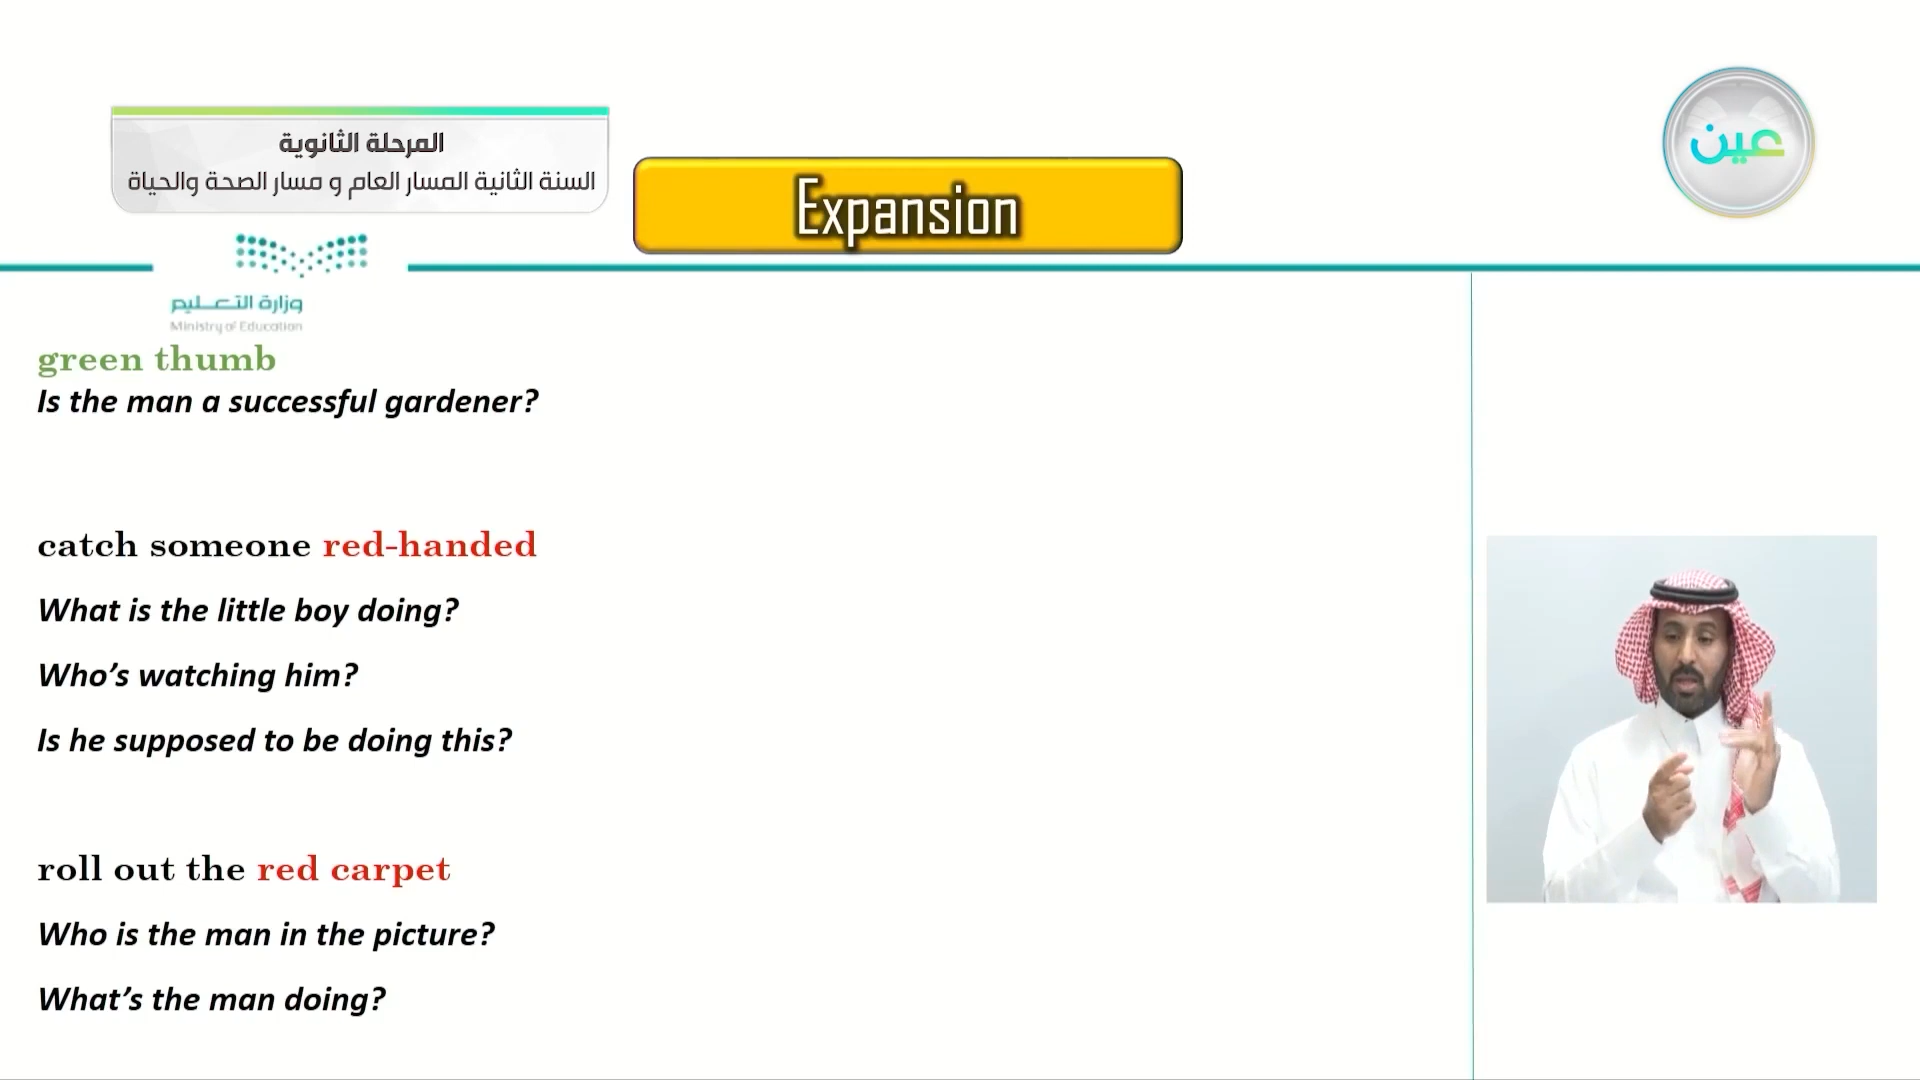 المرحلة الثانوية
السنة الثانية المسار العام و مسار الصحة والحياة
Expansion
عين
وزارة التعليم
Ministry of Education
green thumb
Is the man a successful gardener?
catch someone red-handed
What is the little boy doing?
Who’s watching him?
Is he supposed to be doing this?
roll out the red carpet
Who is the man in the picture?
What’s the man doing?